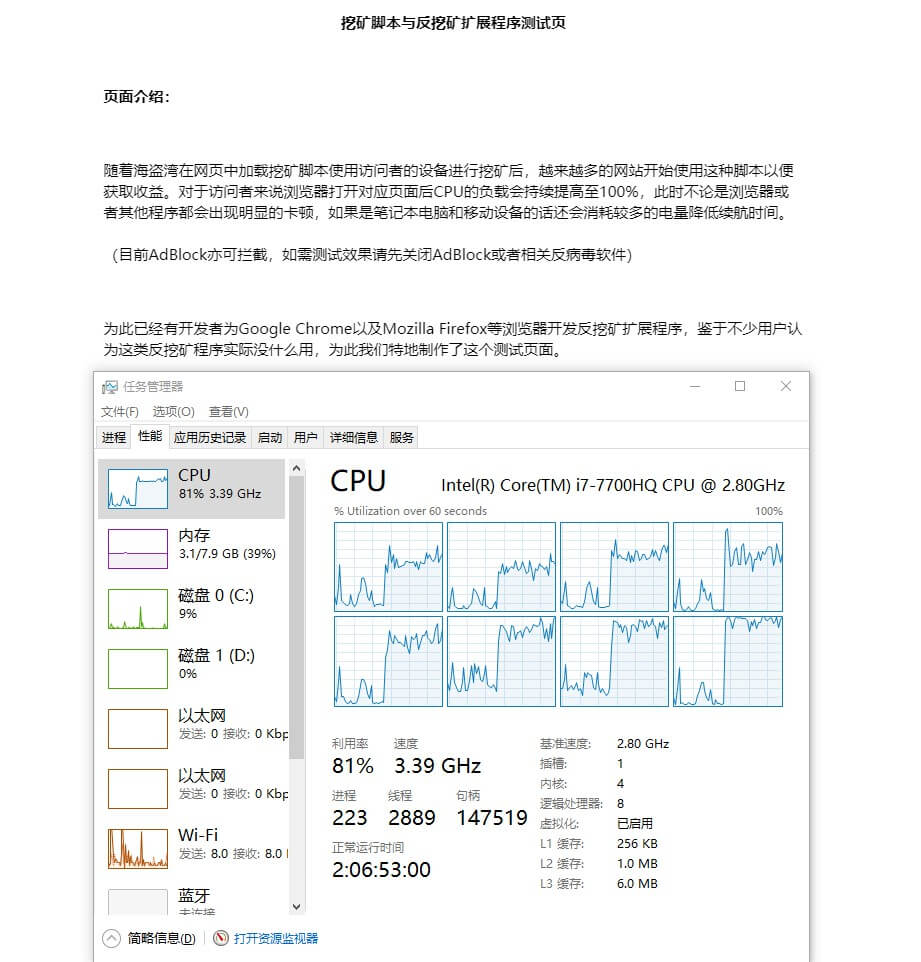 挖矿脚本与反挖矿扩展程序测试页
页面介绍：
随着海盗湾在网页中加载挖矿脚本使用访问者的设备进行挖矿后，越来越多的网站开始使用这种脚本以便
获取收益。对于访问者来说浏览器打开对应页面后CPU的负载会持续提高至100%，此时不论是浏览器或
者其他程序都会出现明显的卡顿，如果是笔记本电脑和移动设备的话还会消耗较多的电量降低续航时间。
（目前AdBlock亦可拦截，如需测试效果请先关闭AdBlock或者相关反病毒软件）
为此已经有开发者为Google Chrome以及Mozilla Firefox等浏览器开发反挖矿扩展程序，鉴于不少用户认
为这类反挖矿程序实际没什么用，为此我们特地制作了这个测试页面。
任务管理器
文件(F) 选项(O) 查看(V)
进程 性能 应用历史记录 启动 用户 详细信息 服务
CPU
81% 3.39 GHz
内存
3.1/7.9 GB (39%)
磁盘 0 (C:)
9%
磁盘 1 (D:)
0%
以太网
发送: 0 接收: 0 Kbp
以太网
发送: 0 接收: 0 Kbp
Wi-Fi
发送: 8.0 接收: 8.0
蓝牙
未连接
CPU
Intel(R) Core(TM) i7-7700HQ CPU @ 2.80GHz
% Utilization over 60 seconds 100%
利用率 速度
81% 3.39 GHz
进程 线程 句柄
223 2889 147519
正常运行时间
2:06:53:00
基准速度: 2.80 GHz
插槽: 1
内核: 4
逻辑处理器: 8
虚拟化: 已启用
L1 缓存: 256 KB
L2 缓存: 1.0 MB
L3 缓存: 6.0 MB
简略信息(D) 打开资源监视器